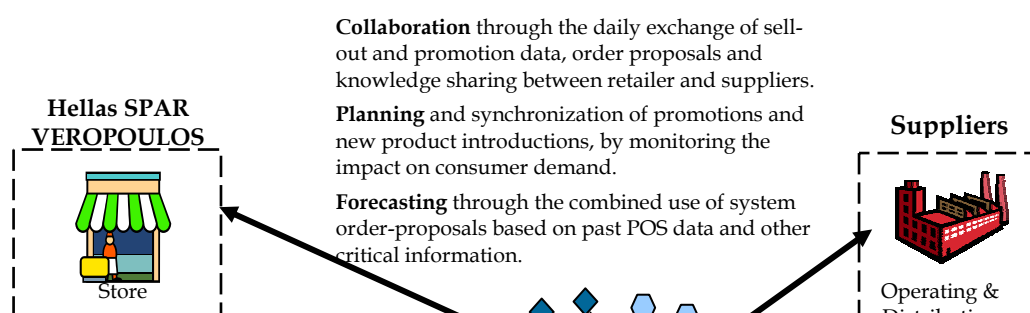 Collaboration through the daily exchange of sell-
out and promotion data, order proposals and
knowledge sharing between retailer and suppliers.
Hellas SPAR
VEROPOULOS
Planning and synchronization of promotions and
new product introductions, by monitoring the
impact on consumer demand.
Suppliers
Forecasting through the combined use of system
order-proposals based on past POS data and other
critical information.
Store
Operating &